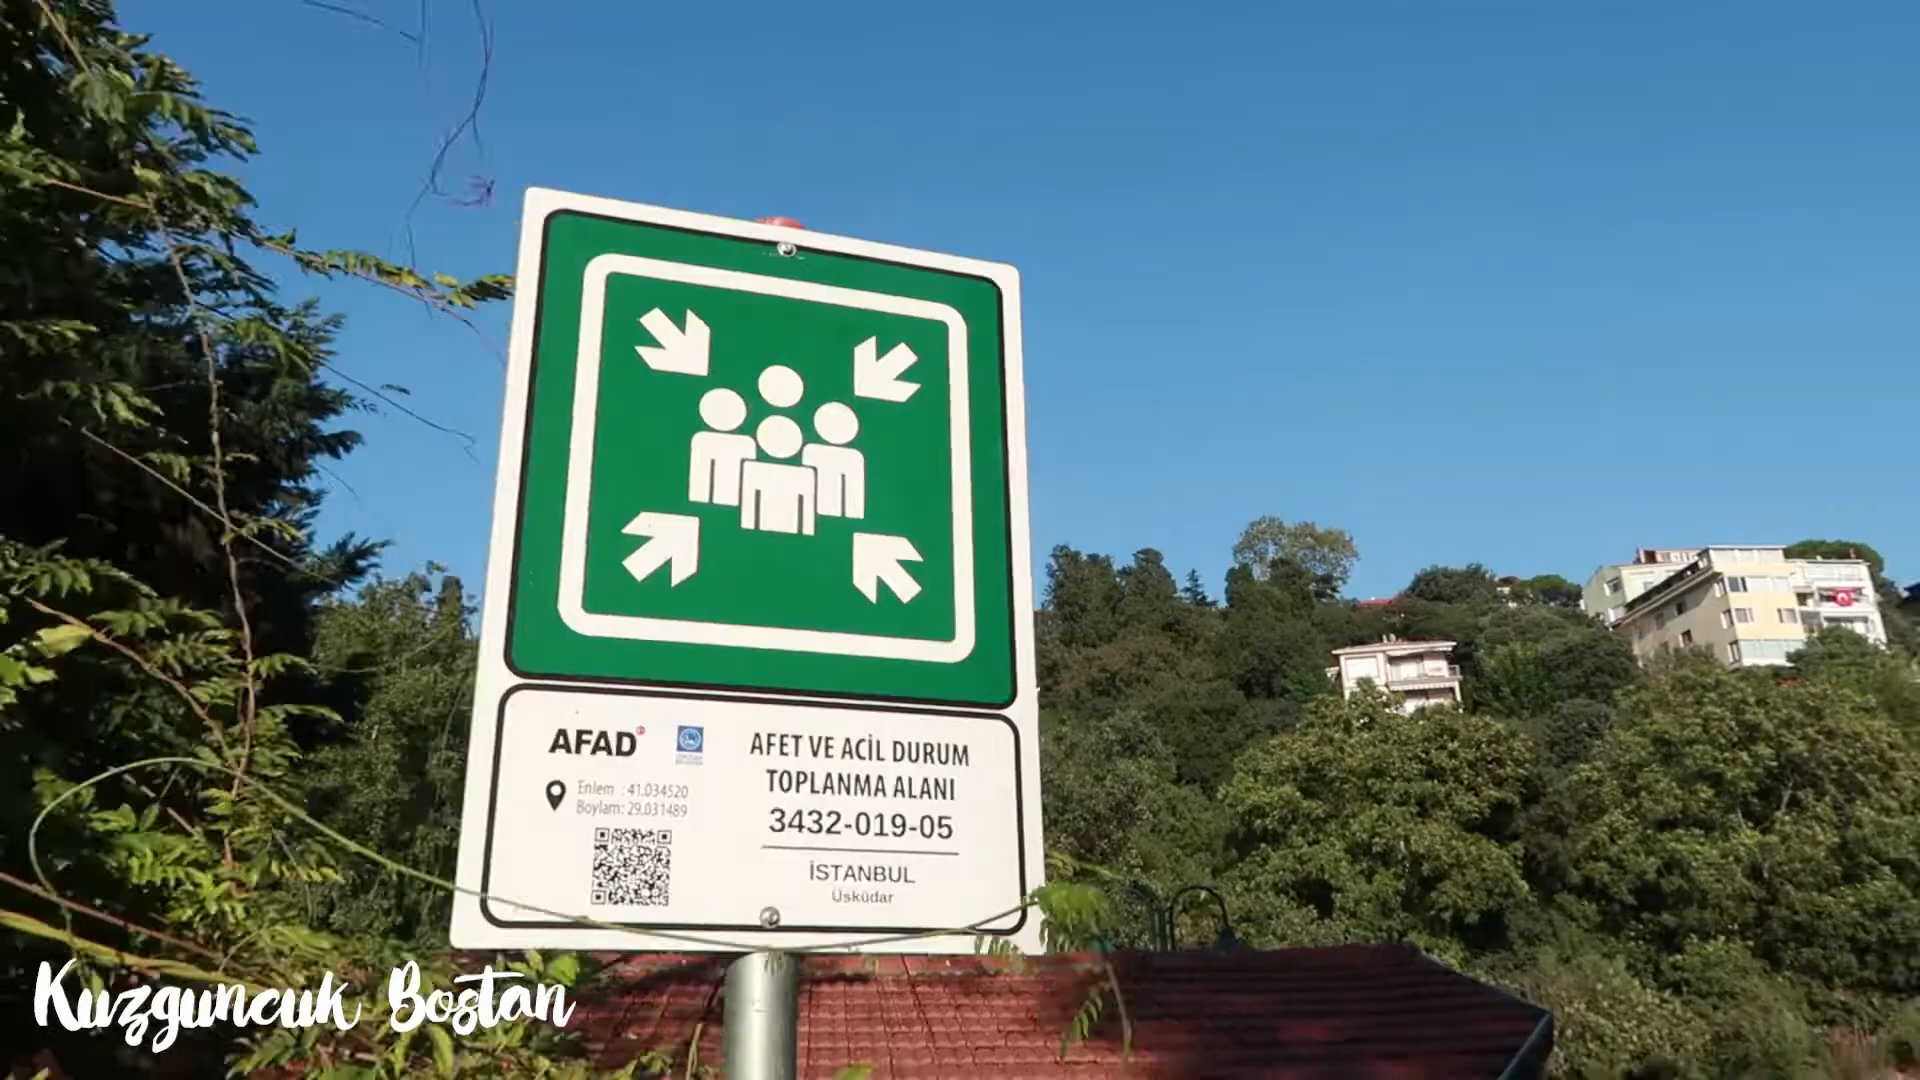 AFAD
AFET VE ACİL DURUM
TOPLANMA ALANI
3432-019-05
Enlem : 41.034520
Boylam: 29.031489
İSTANBUL
Üsküdar
Kuzguncuk Bostan